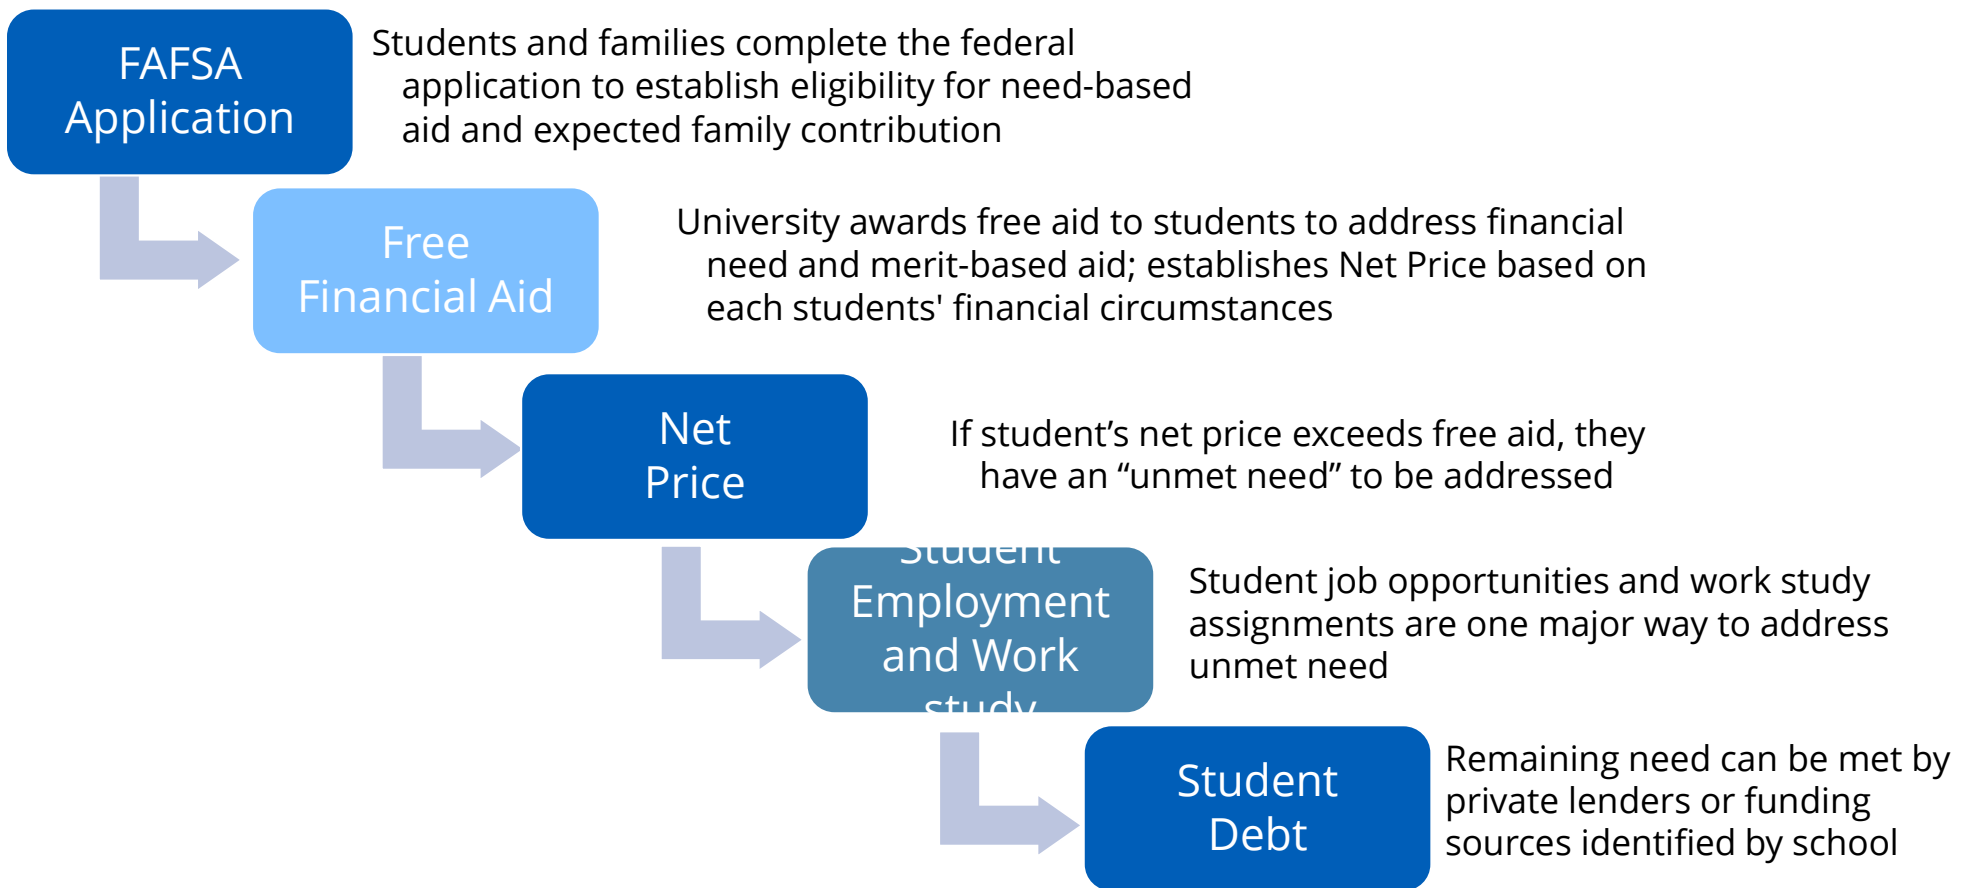 FAFSA
Application
Students and families complete the federal
application to establish eligibility for need-based
aid and expected family contribution
Free
Financial Aid
University awards free aid to students to address financial
need and merit-based aid; establishes Net Price based on
each students' financial circumstances
Net
Price
If student’s net price exceeds free aid, they
have an “unmet need” to be addressed
Student
Employment
and Work
study
Student job opportunities and work study
assignments are one major way to address
unmet need
Student
Debt
Remaining need can be met by
private lenders or funding
sources identified by school